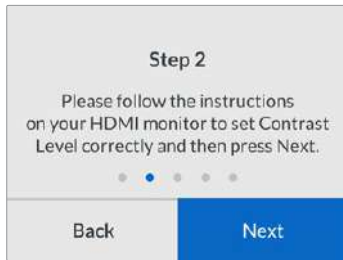 Step 2
Please follow the instructions
on your HDMI monitor to set Contrast
Level correctly and then press Next.
Back
Next